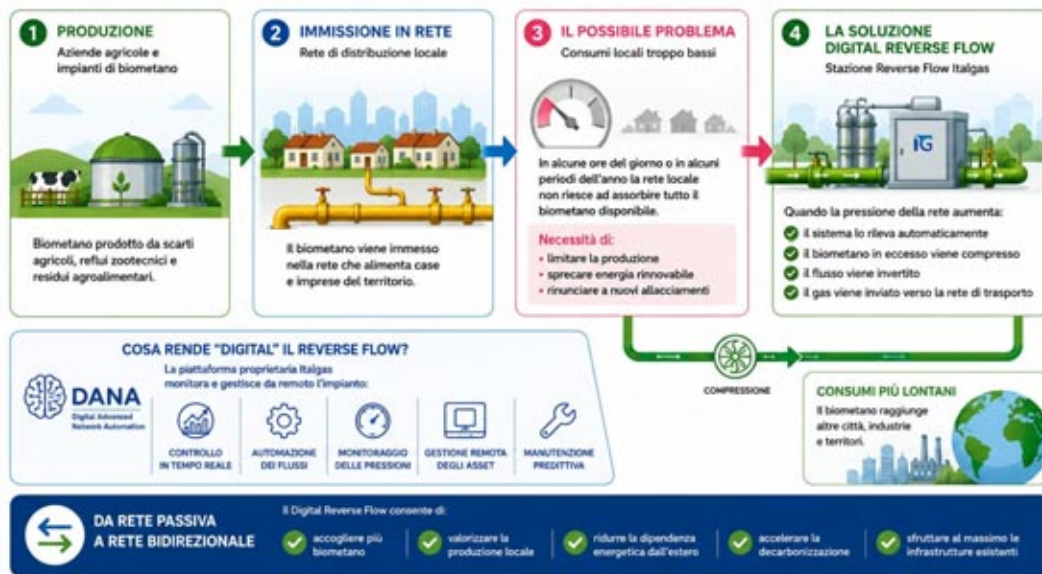 1 PRODUZIONE
Aziende agricole e
impianti di biometano
Biometano prodotto da scarti
agricoli, reflui zootecnici e
residui agroalimentari.
2 IMMISSIONE IN RETE
Rete di distribuzione locale
Il biometano viene immesso
nella rete che alimenta case
e imprese del territorio.
3 IL POSSIBILE PROBLEMA
Consumi locali troppo bassi
In alcune ore del giorno o in alcuni
periodi dell'anno la rete locale
non riesce ad assorbire tutto il
biometano disponibile.
Necessità di:
• limitare la produzione
• sprecare energia rinnovabile
• rinunciare a nuovi allacciamenti
4 LA SOLUZIONE
DIGITAL REVERSE FLOW
Stazione Reverse Flow Italgas
iTG
Quando la pressione della rete aumenta:
il sistema lo rileva automaticamente
il biometano in eccesso viene compresso
il flusso viene invertito
il gas viene inviato verso la rete di trasporto
COMPRESSIONE
CONSUMI PIÙ LONTANI
Il biometano raggiunge
altre città, industrie
e territori.
COSA RENDE "DIGITAL" IL REVERSE FLOW?
La piattaforma proprietaria Italgas
monitora e gestisce da remoto l'impianto:
DANA
Digital Advanced
Network Automation
CONTROLLO
IN TEMPO REALE
AUTOMAZIONE
DEI FLUSSI
MONITORAGGIO
DELLE PRESSIONI
GESTIONE REMOTA
DEGLI ASSET
MANUTENZIONE
PREDITTIVA
DA RETE PASSIVA
A RETE BIDIREZIONALE
Il Digital Reverse Flow consente di:
accogliere più
biometano
valorizzare la
produzione locale
ridurre la dipendenza
energetica dall'estero
accelerare la
decarbonizzazione
sfruttare al massimo le
infrastrutture esistenti